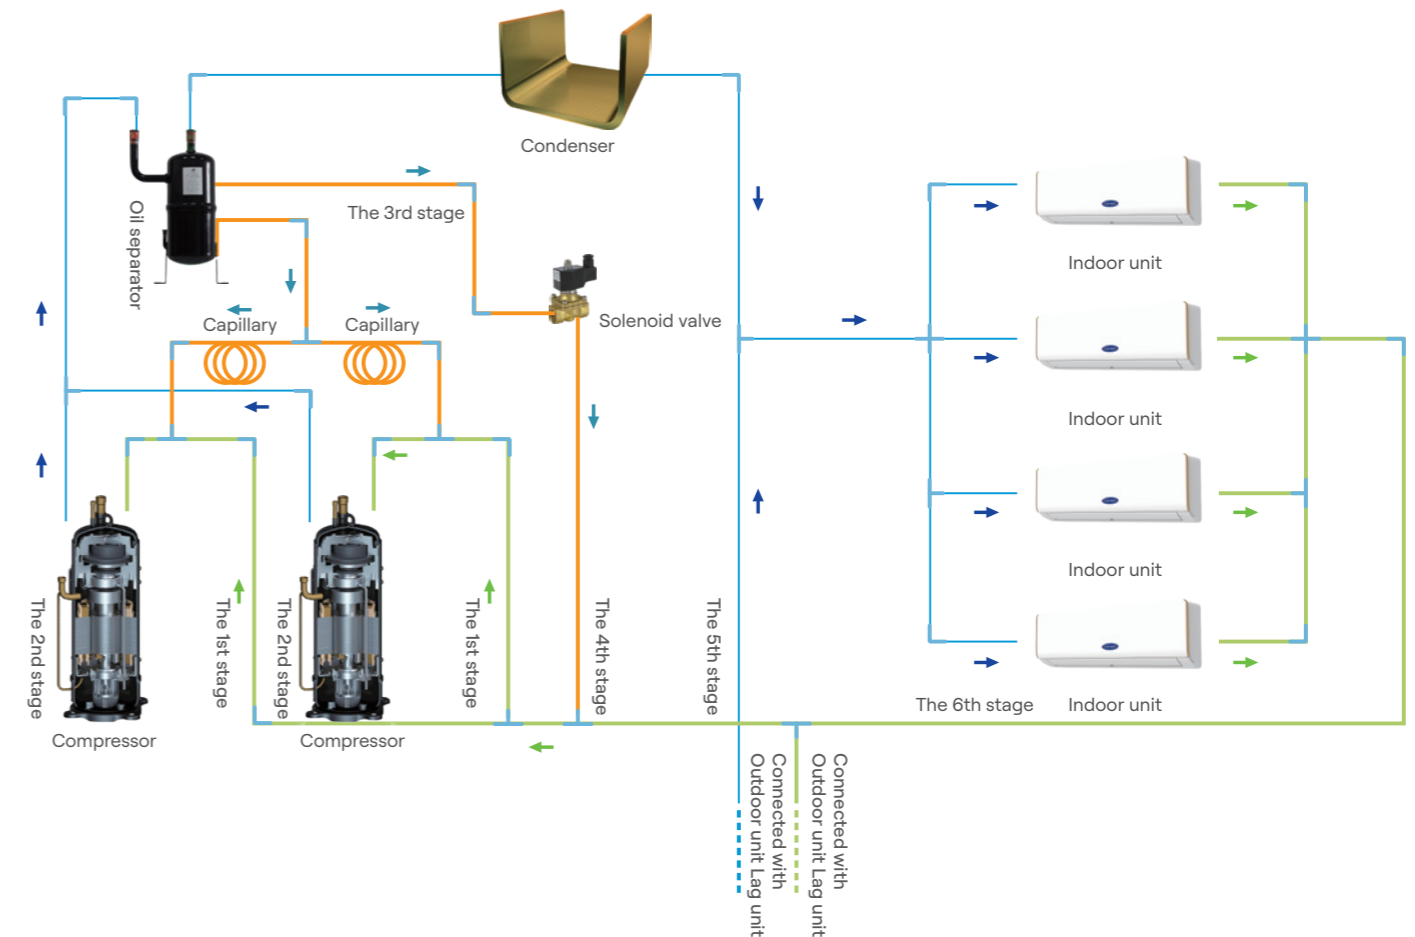 Condenser
Oil separator
The 3rd stage
Solenoid valve
Capillary
Capillary
Indoor unit
Indoor unit
Indoor unit
Indoor unit
The 2nd stage
The 1st stage
The 2nd stage
The 1st stage
The 4th stage
The 5th stage
The 6th stage
Compressor
Compressor
Connected with
Outdoor unit Lag unit
Connected with
Outdoor unit Lag unit